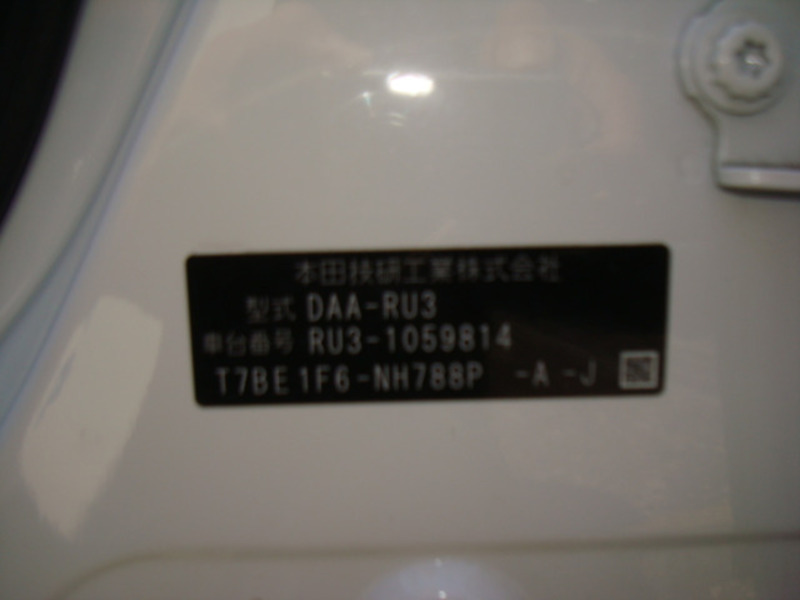 本田技研工業株式会社
型式 DAA-RU3
車台番号 RU3-1059814
T7BE1F6-NH788P -A -J